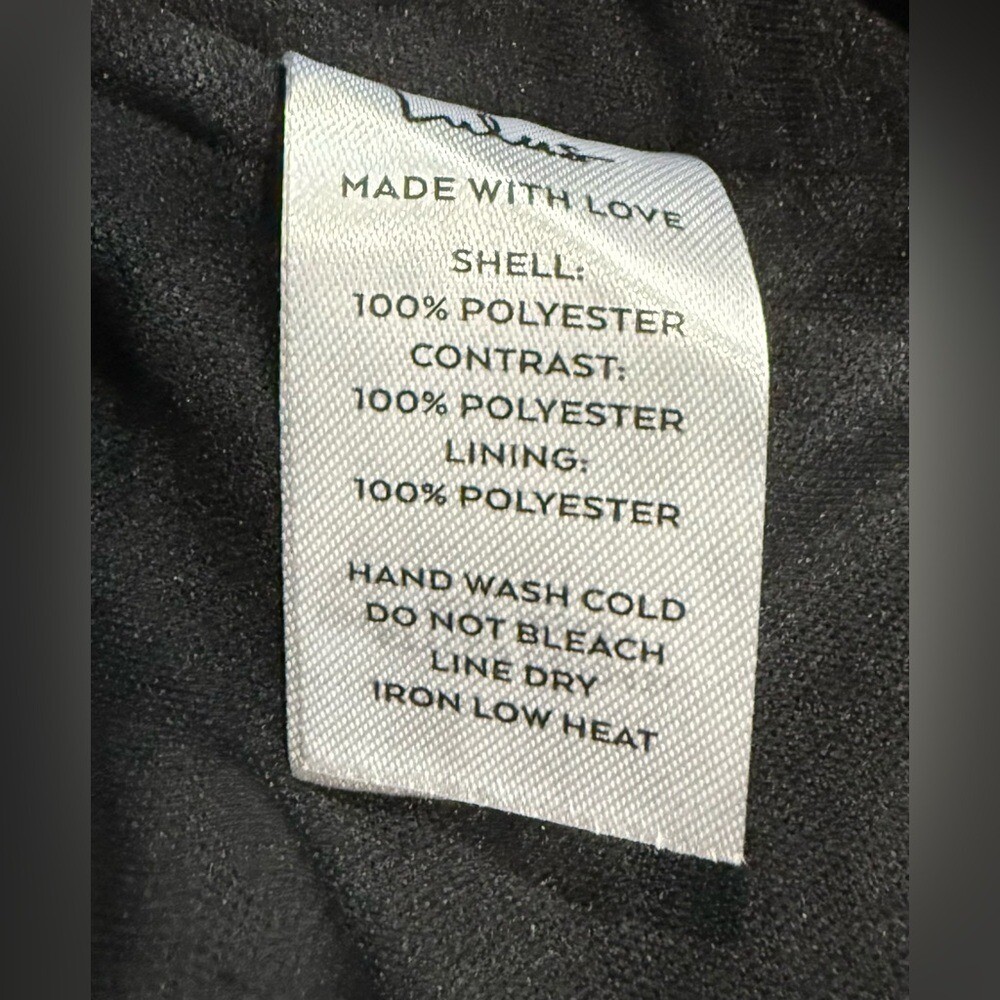 Lulus
MADE WITH LOVE
SHELL:
100% POLYESTER
CONTRAST:
100% POLYESTER
LINING:
100% POLYESTER
HAND WASH COLD
DO NOT BLEACH
LINE DRY
IRON LOW HEAT